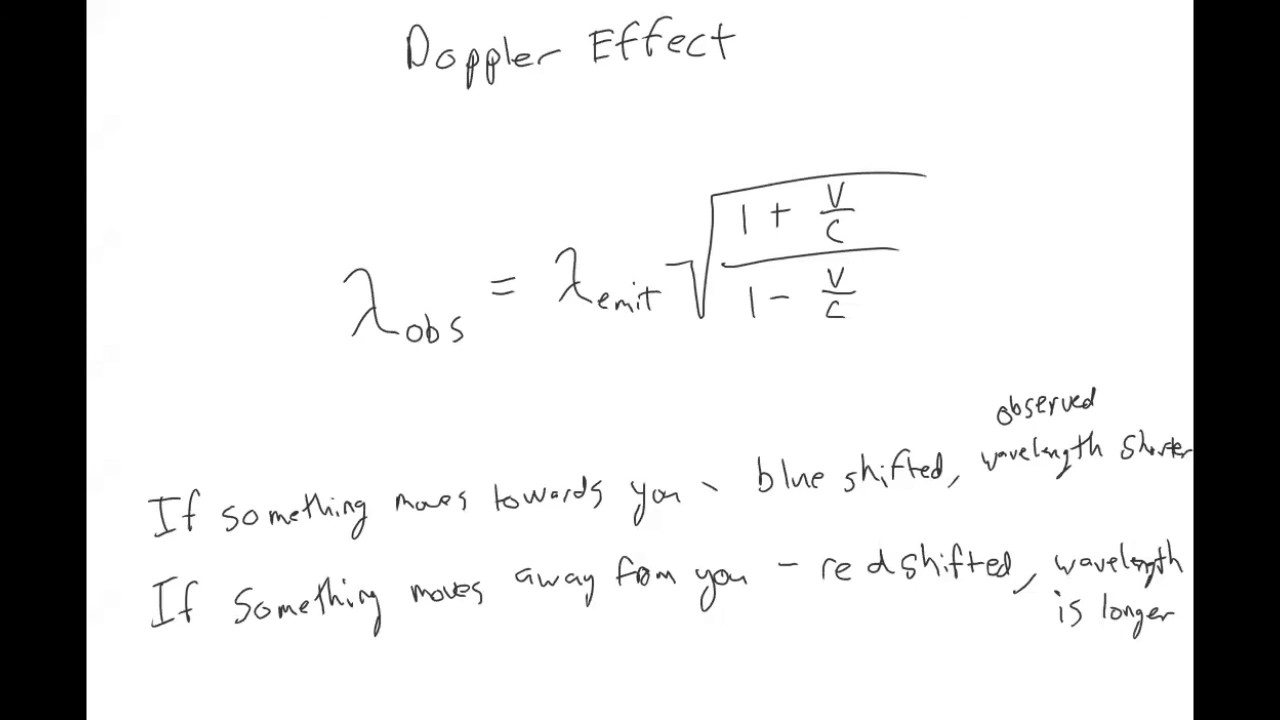 Doppler Effect
λobs = λemit √((1 + V/C)/(1 - V/C))
observed
If something moves towards you - blue shifted, wavelength shorter
If something moves away from you - redshifted, wavelength
is longer